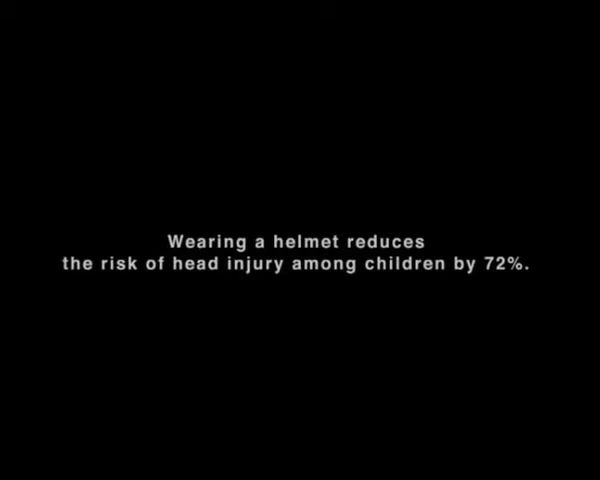 Wearing a helmet reduces
the risk of head injury among children by 72%.